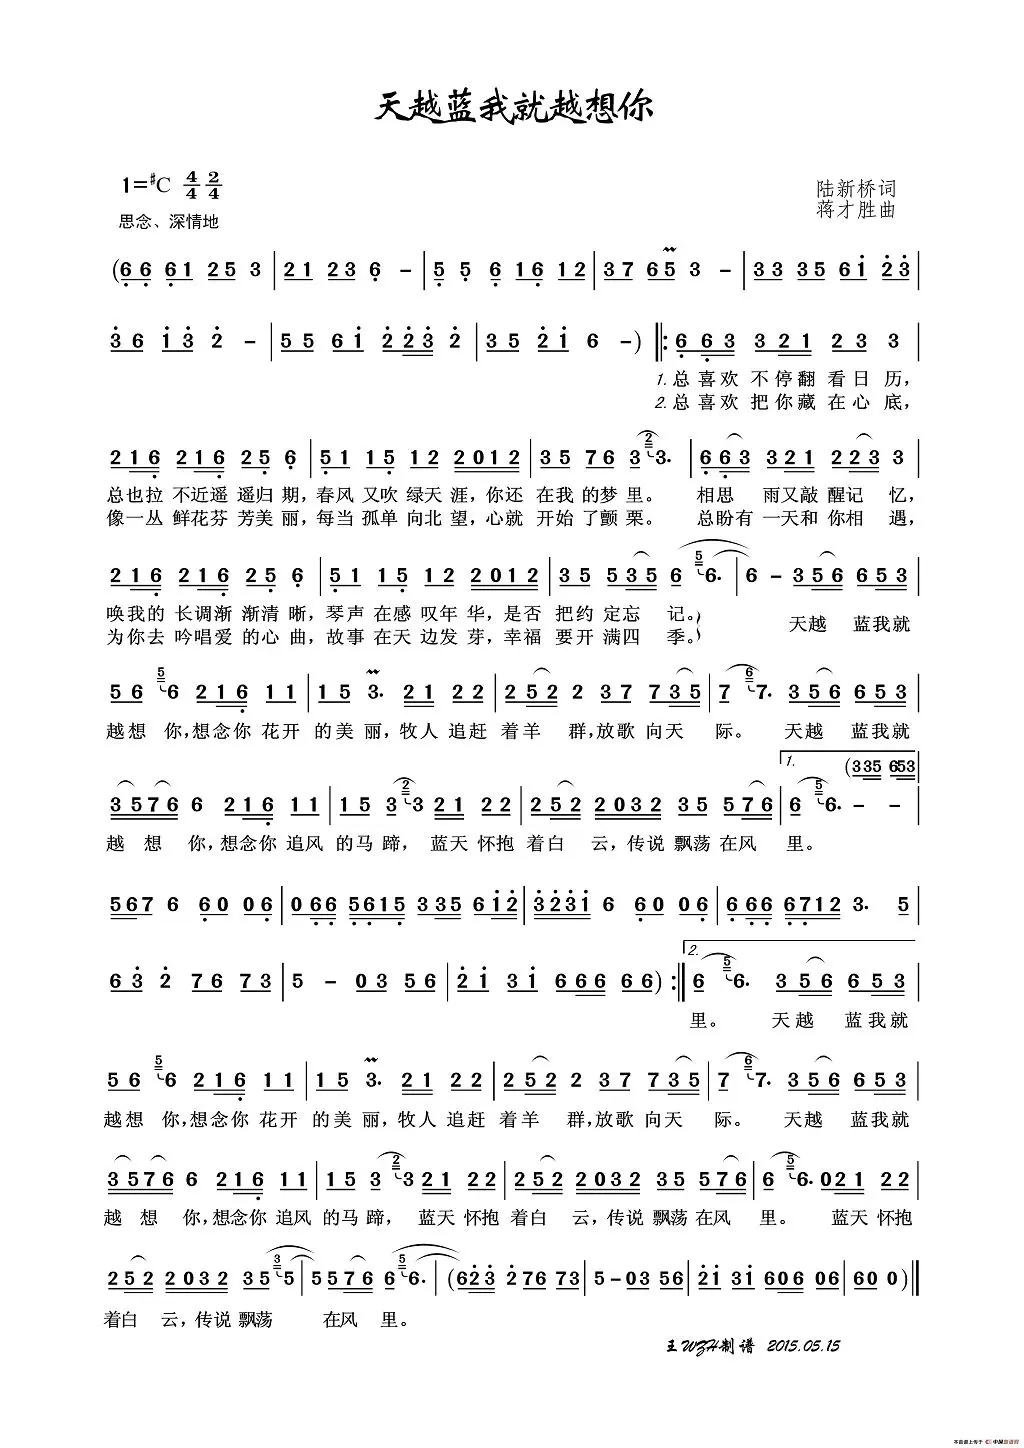 天越蓝我就越想你
1=#C 4/4 2/4
陆新桥词
思念、深情地
蒋才胜曲
(6 6 6 1 2 5 3 | 2 1 2 3 6 - | 5 5 6 1 6 1 2 | 3 7 6 5 3 - | 3 3 3 5 6 1 2 3 |
3 6 1 3 2 - | 5 5 6 1 2 2 3 2 | 3 5 2 1 6 -) |: 6 6 3 3 2 1 2 3 3 |
1.总喜欢 不停翻 看日 历，
2.总喜欢 把你藏 在心 底，
2 1 6 2 1 6 2 5 6 | 5 1 1 5 1 2 2 0 1 2 | 3 5 7 6 3 2 3. | 6 6 3 3 2 1 2 2 3 3 |
总也拉 不近遥 遥归 期，春风 又吹 绿天 涯，你还 在我 的梦 里。 相思 雨又敲 醒记 忆，
像一丛 鲜花芬 芳美 丽，每当 孤单 向北 望，心就 开始 了颤 栗。 总盼有 一天和 你相 遇，
2 1 6 2 1 6 2 5 6 | 5 1 1 5 1 2 2 0 1 2 | 3 5 5 3 5 6 5 6. | 6 - 3 5 6 6 5 3 |
唤我的 长调渐 渐清 晰，琴声 在感 叹年 华，是否 把约 定忘 记。 天越 蓝我就
为你去 吟唱爱 的心 曲，故事 在天 边发 芽，幸福 要开 满四 季。
5 6 5 6 2 1 6 1 1 | 1 5 3. 2 1 2 2 | 2 5 2 2 3 7 7 3 5 | 7 6 7. 3 5 6 6 5 3 |
越想 你，想念你 花开 的美 丽，牧人 追赶 着羊 群，放歌 向天 际。 天越 蓝我就
1. (3 3 5 6 5 3
3 5 7 6 6 2 1 6 1 1 | 1 5 3 2 3 2 1 2 2 | 2 5 2 2 0 3 2 3 5 5 7 6 | 6 5 6. - -
越 想 你，想念你 追风 的马 蹄， 蓝天 怀抱 着白 云，传说 飘荡 在风 里。
5 6 7 6 6 0 0 6 | 0 6 6 5 6 1 5 3 3 5 6 1 2 | 3 2 3 1 6 6 0 0 6 | 6 6 6 6 7 1 2 3. 5
6 3 2 7 6 7 3 | 5 - 0 3 5 6 | 2 1 3 1 6 6 6 6 6) :| 2. 6 5 6. 3 5 6 6 5 3 |
里。 天越 蓝我就
5 6 5 6 2 1 6 1 1 | 1 5 3. 2 1 2 2 | 2 5 2 2 3 7 7 3 5 | 7 6 7. 3 5 6 6 5 3 |
越想 你，想念你 花开 的美 丽，牧人 追赶 着羊 群，放歌 向天 际。 天越 蓝我就
3 5 7 6 6 2 1 6 1 1 | 1 5 3 2 3 2 1 2 2 | 2 5 2 2 0 3 2 3 5 5 7 6 | 6 5 6. 0 2 1 2 2 |
越 想 你，想念你 追风 的马 蹄， 蓝天 怀抱 着白 云，传说 飘荡 在风 里。 蓝天 怀抱
2 5 2 2 0 3 2 3 5 3 5 | 5 5 7 6 6 5 6. | (6 2 3 2 7 6 7 3 | 5 - 0 3 5 6 | 2 1 3 1 6 0 6 0 6 | 6 0 0) ||
着白 云，传说 飘荡 在风 里。
王WZH制谱 2015.05.15